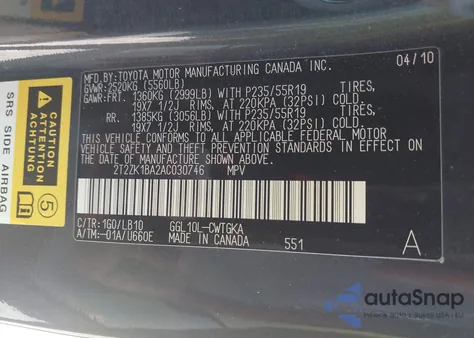 MFD. BY: TOYOTA MOTOR MANUFACTURING CANADA INC. 04/10
GVWR: 2520KG (5560LB)
GAWR: FRT. 1360KG (2999LB) WITH P235/55R19 TIRES,
19X7 1/2J RIMS, AT 220KPA (32PSI) COLD.
RR. 1385KG (3056LB) WITH P235/55R19 TIRES,
19X7 1/2J RIMS, AT 220KPA (32PSI) COLD.
THIS VEHICLE CONFORMS TO ALL APPLICABLE FEDERAL MOTOR
VEHICLE SAFETY AND THEFT PREVENTION STANDARDS IN EFFECT
ON THE DATE OF MANUFACTURE SHOWN ABOVE.
2T2ZK1BA2AC030746 MPV
C/TR: 1G0/LB10 GGL10L-CWTGKA
A/TM: -01A/U660E MADE IN CANADA 551 A
SRS SIDE AIRBAG
CAUTION
ATTENTION
ACHTUNG
5
autoSnap